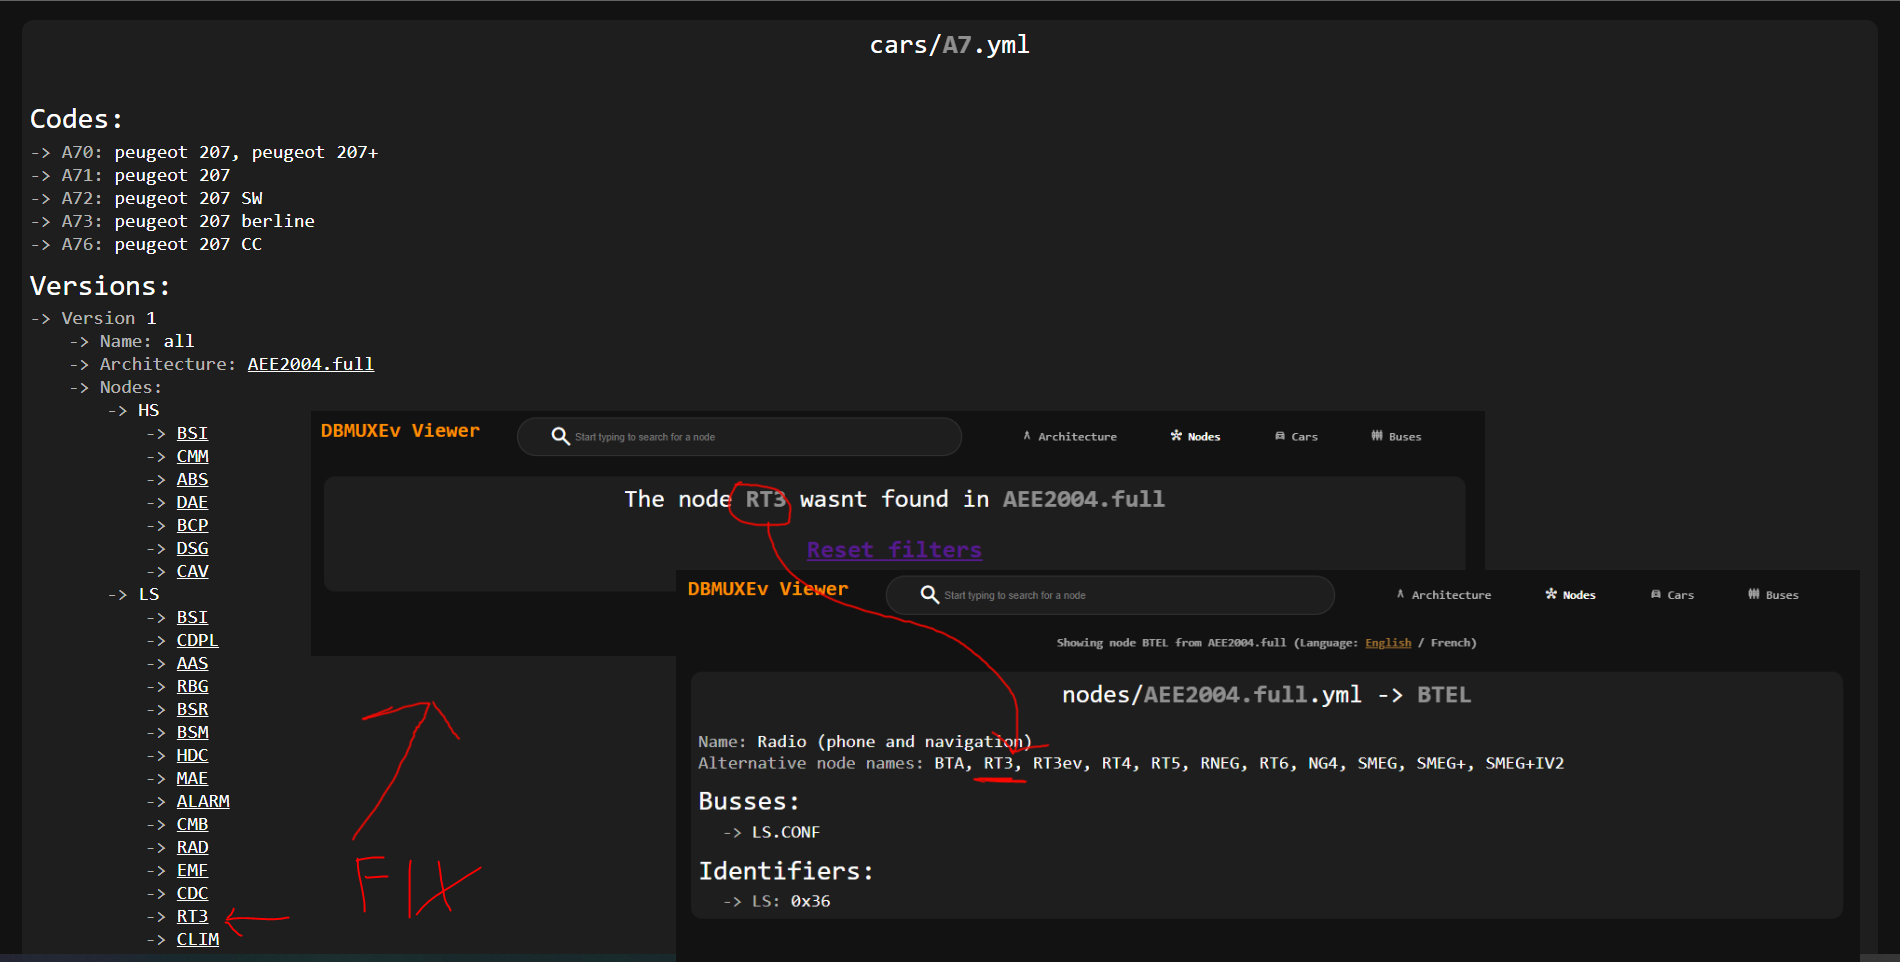 cars/A7.yml
Codes:
-> A70: peugeot 207, peugeot 207+
-> A71: peugeot 207
-> A72: peugeot 207 SW
-> A73: peugeot 207 berline
-> A76: peugeot 207 CC
Versions:
-> Version 1
-> Name: all
-> Architecture: AEE2004.full
-> Nodes:
-> HS
-> BSI
-> CMM
-> ABS
-> DAE
-> BCP
-> DSG
-> CAV
-> LS
-> BSI
-> CDPL
-> AAS
-> RBG
-> BSR
-> BSM
-> HDC
-> MAE
-> ALARM
-> CMB
-> RAD
-> EMF
-> CDC
-> RT3
-> CLIM
FIX
DBMUXEv Viewer
Start typing to search for a node
Architecture
Nodes
Cars
Buses
The node RT3 wasnt found in AEE2004.full
Reset filters
DBMUXEv Viewer
Start typing to search for a node
Architecture
Nodes
Cars
Buses
Showing node BTEL from AEE2004.full (Language: English / French)
nodes/AEE2004.full.yml -> BTEL
Name: Radio (phone and navigation)
Alternative node names: BTA, RT3, RT3ev, RT4, RT5, RNEG, RT6, NG4, SMEG, SMEG+, SMEG+IV2
Busses:
-> LS.CONF
Identifiers:
-> LS: 0x36